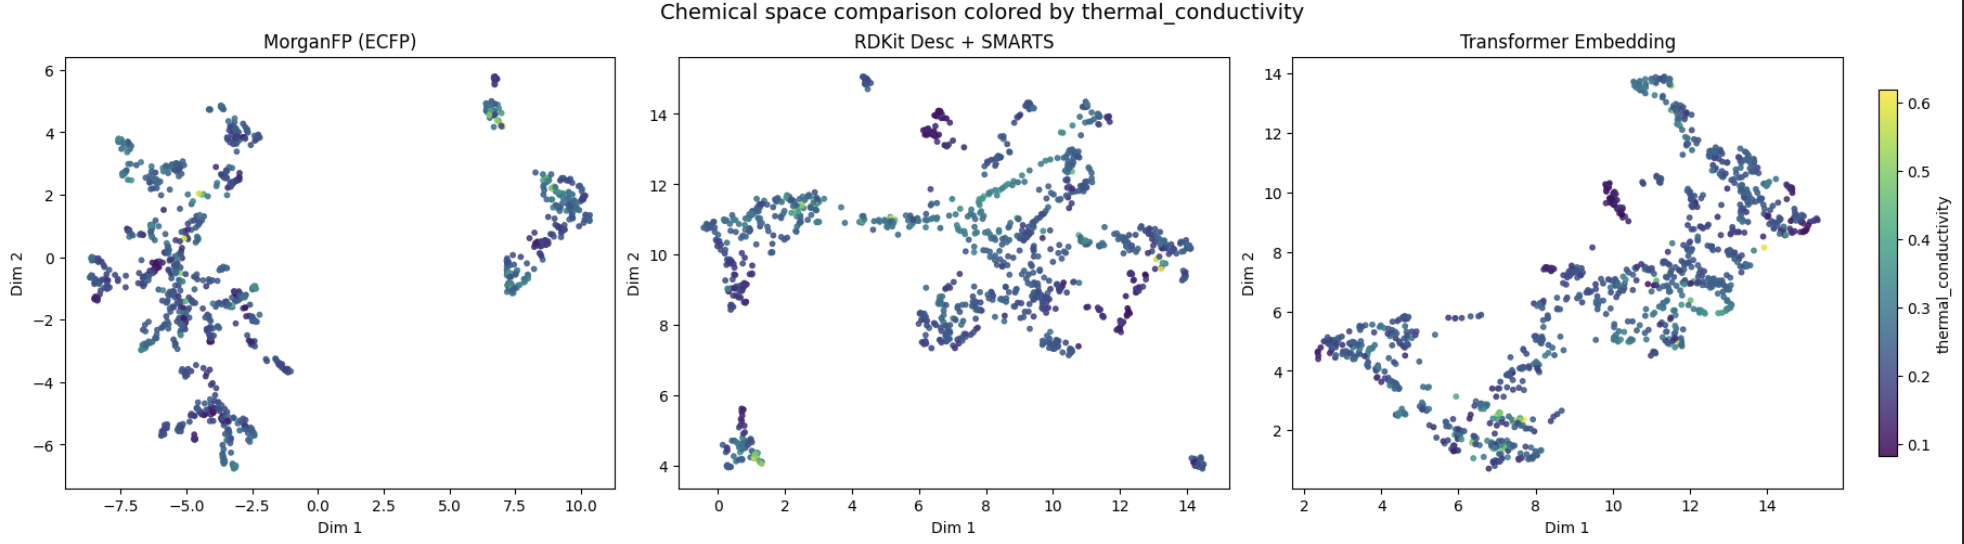 Chemical space comparison colored by thermal_conductivity
MorganFP (ECFP)
6
4
2
0
−2
−4
−6
Dim 2
−7.5 −5.0 −2.5 0.0 2.5 5.0 7.5 10.0
Dim 1
RDKit Desc + SMARTS
14
12
10
8
6
4
Dim 2
0 2 4 6 8 10 12 14
Dim 1
Transformer Embedding
14
12
10
8
6
4
2
Dim 2
2 4 6 8 10 12 14
Dim 1
0.6
0.5
0.4
0.3
0.2
0.1
thermal_conductivity